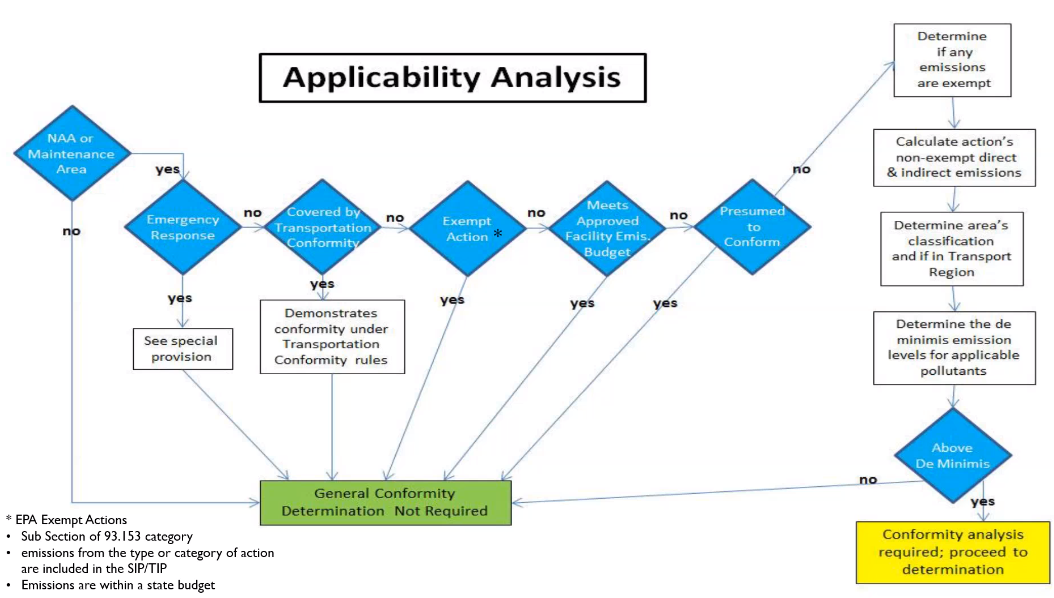 Applicability Analysis
NAA or
Maintenance
Area
yes
no
Emergency
Response
no
yes
See special
provision
Covered by
Transportation
Conformity
no
yes
Demonstrates
conformity under
Transportation
Conformity rules
Exempt
Action *
no
yes
Meets
Approved
Facility Emis.
Budget
no
yes
Presumed
to
Conform
no
yes
Determine
if any
emissions
are exempt
Calculate action's
non-exempt direct
& indirect emissions
Determine area's
classification
and if in Transport
Region
Determine the de
minimis emission
levels for applicable
pollutants
Above
De Minimis
no
yes
General Conformity
Determination Not Required
Conformity analysis
required; proceed to
determination
* EPA Exempt Actions
• Sub Section of 93.153 category
• emissions from the type or category of action
are included in the SIP/TIP
• Emissions are within a state budget